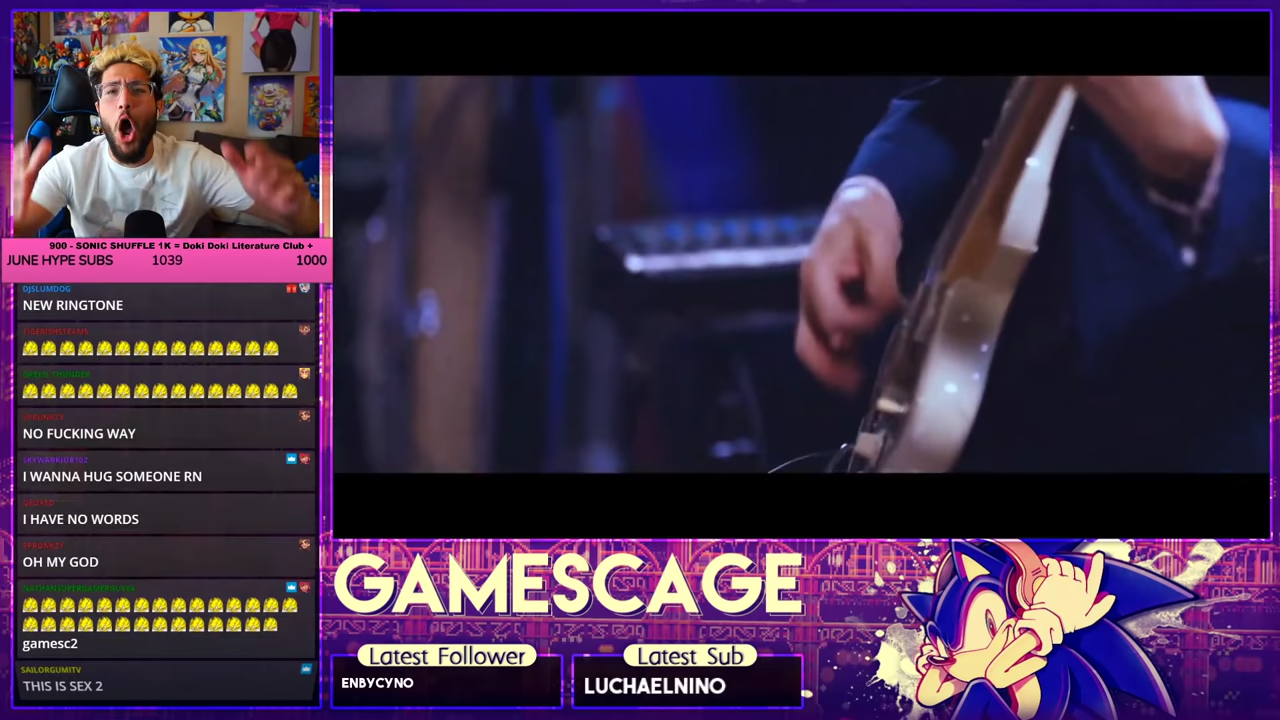 900 - SONIC SHUFFLE 1K = Doki Doki Literature Club +
JUNE HYPE SUBS 1039 1000
DJSLUMDOG
NEW RINGTONE
NO FUCKING WAY
I WANNA HUG SOMEONE RN
I HAVE NO WORDS
OH MY GOD
gamesc2
SAILORGUMITV
THIS IS SEX 2
GAMESCAGE
Latest Follower
ENBYCYNO
Latest Sub
LUCHAELNINO